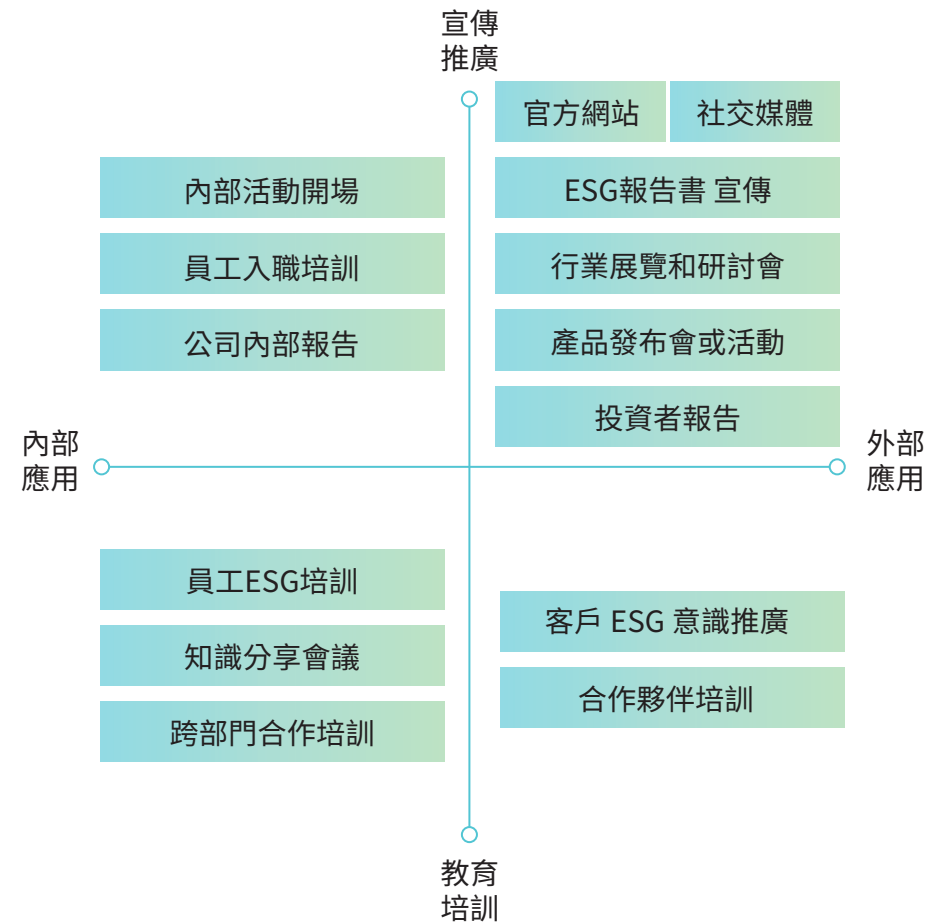 宣傳
推廣
官方網站
社交媒體
內部活動開場
ESG報告書 宣傳
員工入職培訓
行業展覽和研討會
公司內部報告
產品發布會或活動
投資者報告
內部
應用
外部
應用
員工ESG培訓
客戶 ESG 意識推廣
知識分享會議
合作夥伴培訓
跨部門合作培訓
教育
培訓